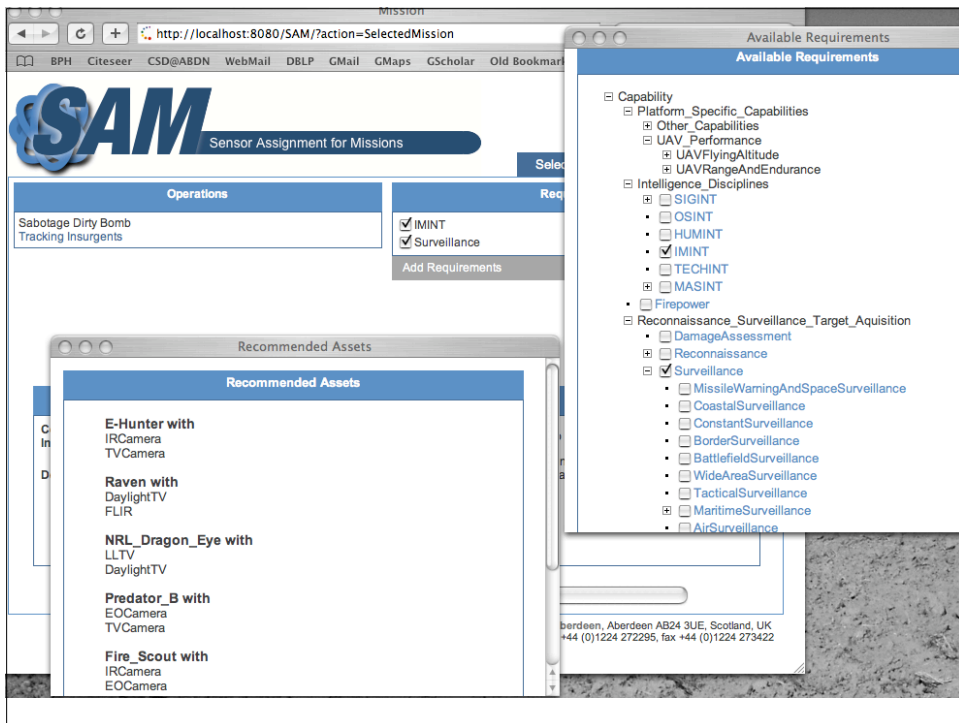 Mission
http://localhost:8080/SAM/?action=SelectedMission
BPH Citeseer CSD@ABDN WebMail DBLP GMail GMaps GScholar Old Bookmar
SAM
Sensor Assignment for Missions
Selec
Operations
Sabotage Dirty Bomb
Tracking Insurgents
Req
IMINT
Surveillance
Add Requirements
C
In
D
Recommended Assets
Recommended Assets
E-Hunter with
IRCamera
TVCamera
Raven with
DaylightTV
FLIR
NRL_Dragon_Eye with
LLTV
DaylightTV
Predator_B with
EOCamera
TVCamera
Fire_Scout with
IRCamera
EOCamera
Available Requirements
Available Requirements
Capability
Platform_Specific_Capabilities
Other_Capabilities
UAV_Performance
UAVFlyingAltitude
UAVRangeAndEndurance
Intelligence_Disciplines
SIGINT
OSINT
HUMINT
IMINT
TECHINT
MASINT
Firepower
Reconnaissance_Surveillance_Target_Aquisition
DamageAssessment
Reconnaissance
Surveillance
MissileWarningAndSpaceSurveillance
CoastalSurveillance
ConstantSurveillance
BorderSurveillance
BattlefieldSurveillance
WideAreaSurveillance
TacticalSurveillance
MaritimeSurveillance
AirSurveillance
berdeen, Aberdeen AB24 3UE, Scotland, UK
+44 (0)1224 272295, fax +44 (0)1224 273422